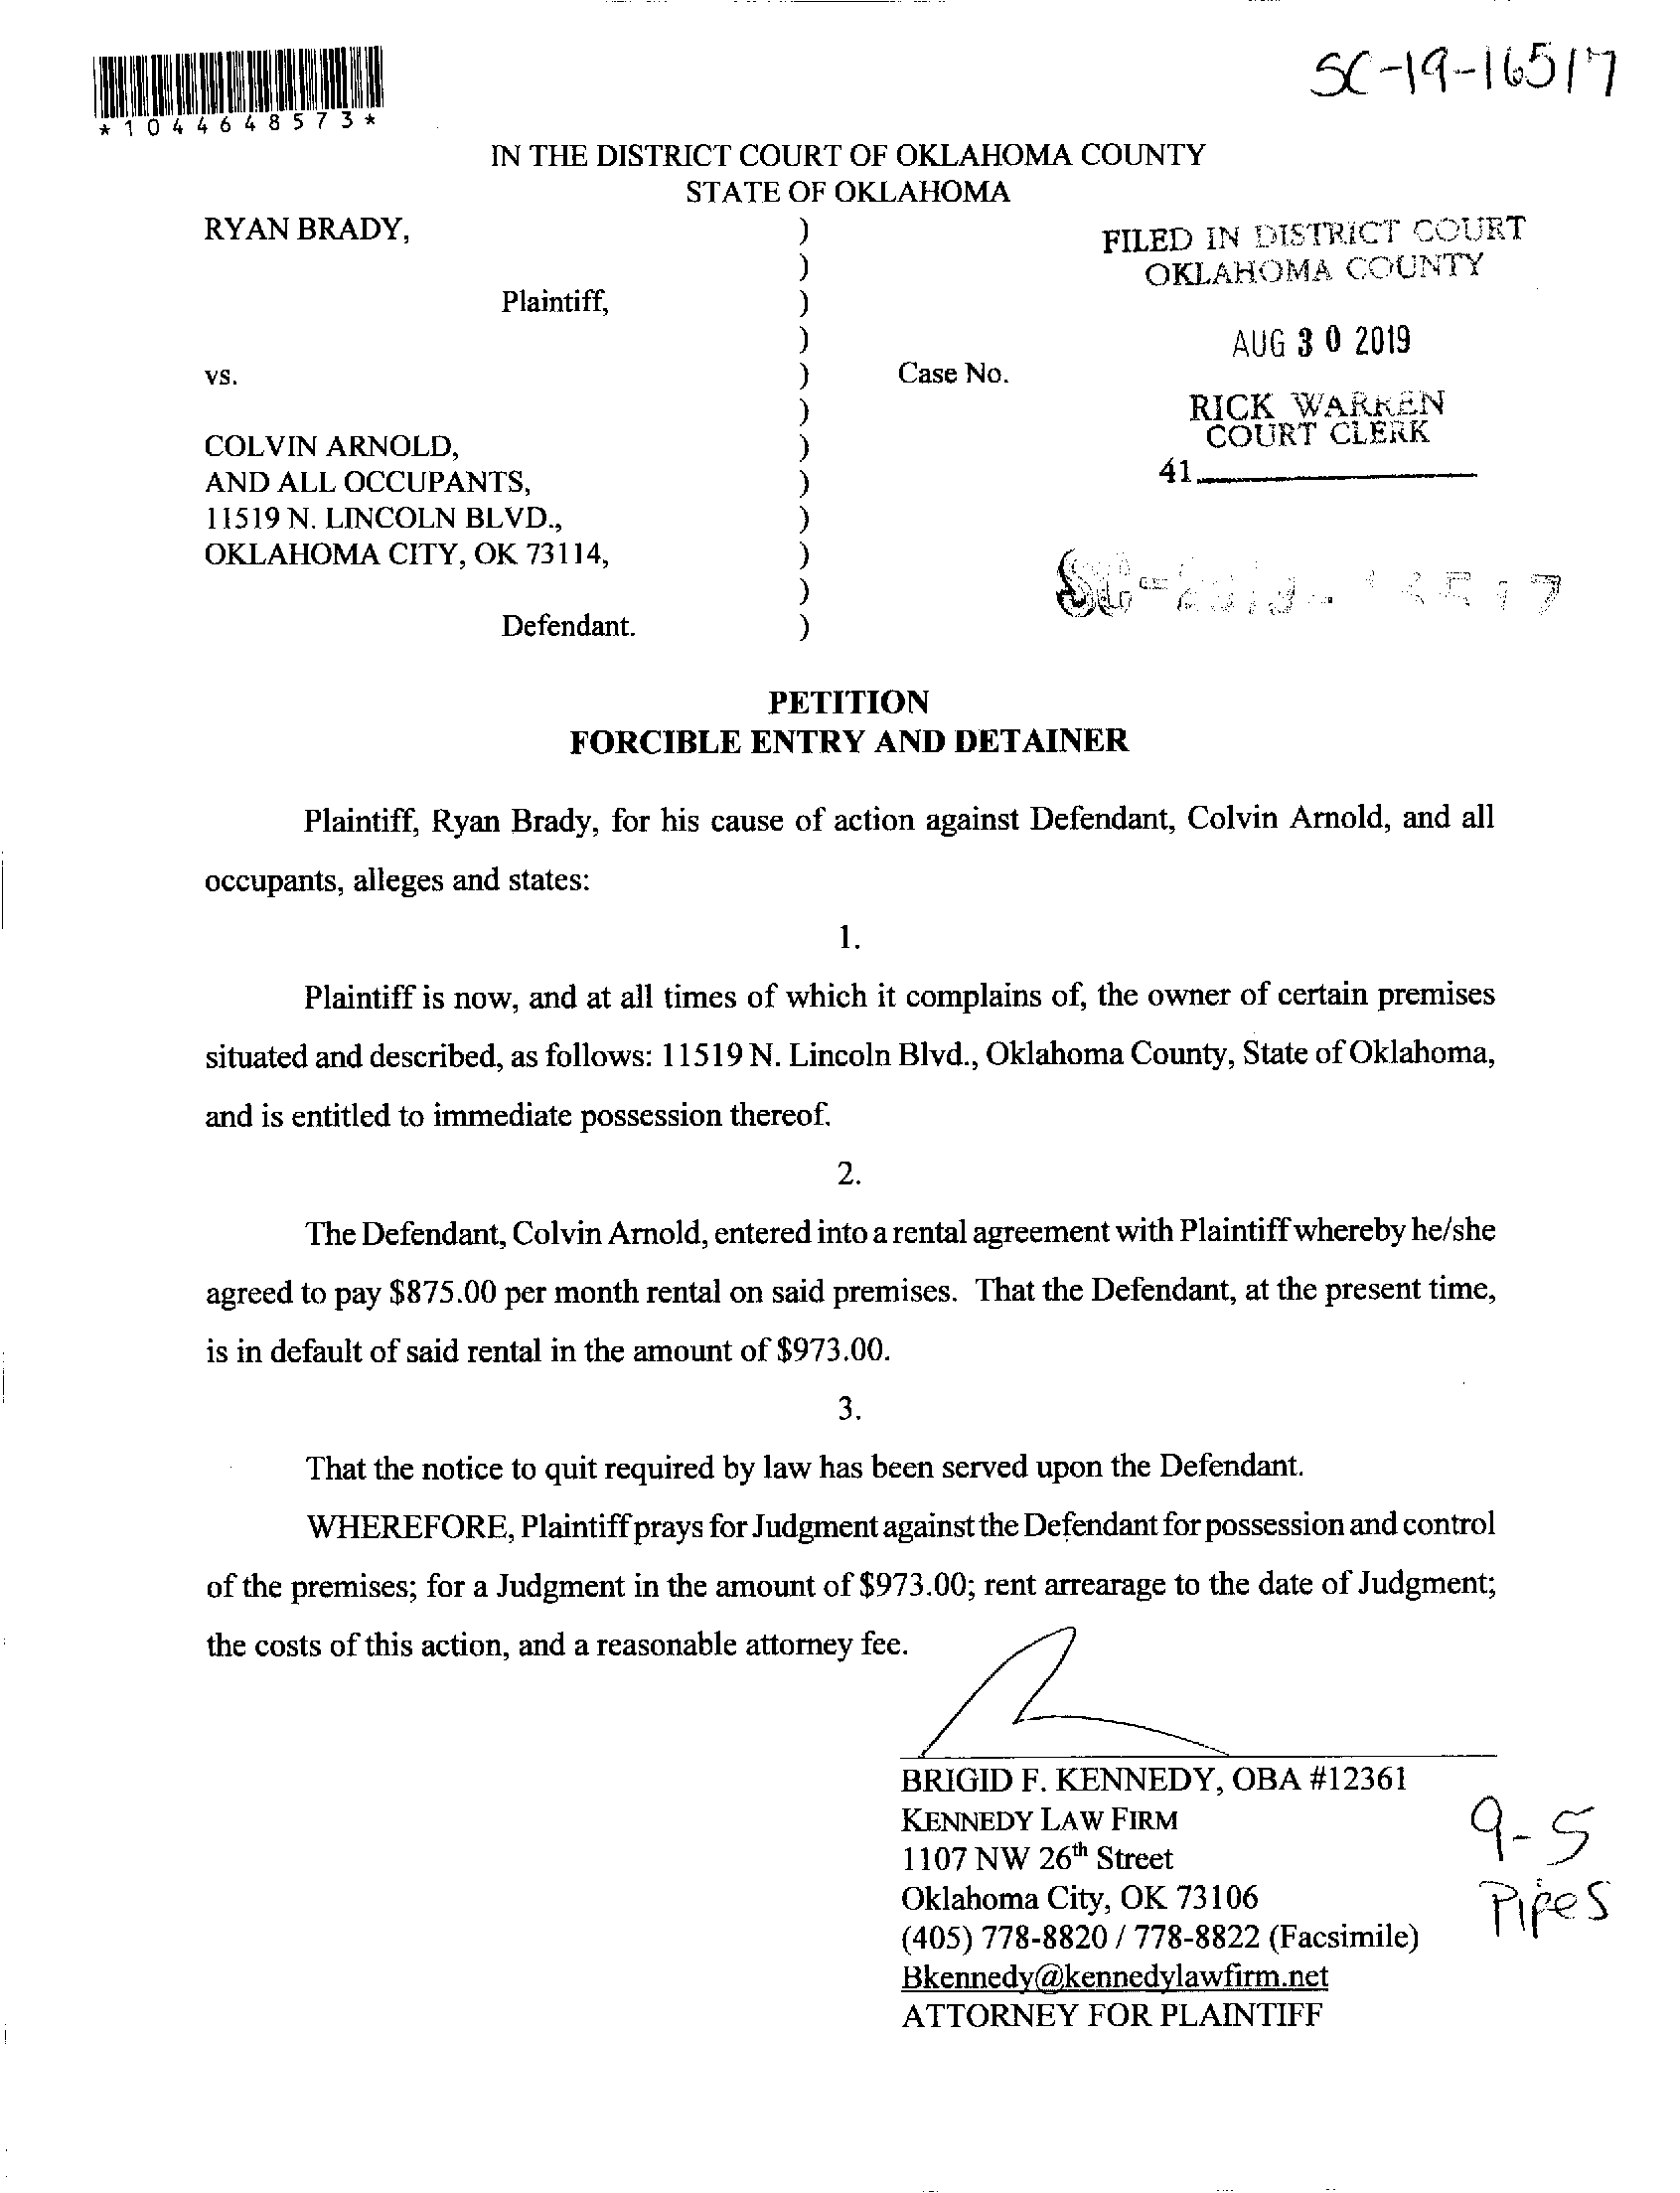 SC-19-16517
*1044648573*
IN THE DISTRICT COURT OF OKLAHOMA COUNTY
STATE OF OKLAHOMA
RYAN BRADY, )
)
Plaintiff, )
)
vs. ) Case No.
)
COLVIN ARNOLD, )
AND ALL OCCUPANTS, )
11519 N. LINCOLN BLVD., )
OKLAHOMA CITY, OK 73114, )
)
Defendant. )
FILED IN DISTRICT COURT
OKLAHOMA COUNTY
AUG 30 2019
RICK WARREN
COURT CLERK
41
PETITION
FORCIBLE ENTRY AND DETAINER
Plaintiff, Ryan Brady, for his cause of action against Defendant, Colvin Arnold, and all
occupants, alleges and states:
1.
Plaintiff is now, and at all times of which it complains of, the owner of certain premises
situated and described, as follows: 11519 N. Lincoln Blvd., Oklahoma County, State of Oklahoma,
and is entitled to immediate possession thereof.
2.
The Defendant, Colvin Arnold, entered into a rental agreement with Plaintiff whereby he/she
agreed to pay $875.00 per month rental on said premises. That the Defendant, at the present time,
is in default of said rental in the amount of $973.00.
3.
That the notice to quit required by law has been served upon the Defendant.
WHEREFORE, Plaintiff prays for Judgment against the Defendant for possession and control
of the premises; for a Judgment in the amount of $973.00; rent arrearage to the date of Judgment;
the costs of this action, and a reasonable attorney fee.
BRIGID F. KENNEDY, OBA #12361
KENNEDY LAW FIRM
1107 NW 26th Street
Oklahoma City, OK 73106
(405) 778-8820 / 778-8822 (Facsimile)
Bkennedy@kennedylawfirm.net
ATTORNEY FOR PLAINTIFF
9-5
Pipes